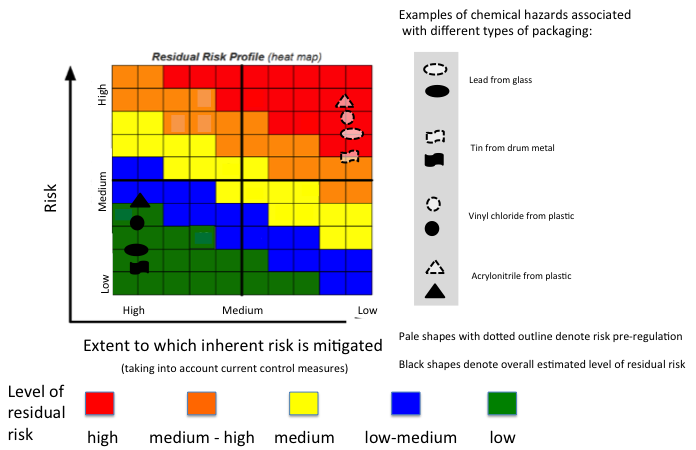 Examples of chemical hazards associated
with different types of packaging:
Residual Risk Profile (heat map)
High
Medium
Low
Risk
High
Medium
Low
Extent to which inherent risk is mitigated
(taking into account current control measures)
Lead from glass
Tin from drum metal
Vinyl chloride from plastic
Acrylonitrile from plastic
Pale shapes with dotted outline denote risk pre-regulation
Black shapes denote overall estimated level of residual risk
Level of
residual
risk
high
medium - high
medium
low-medium
low